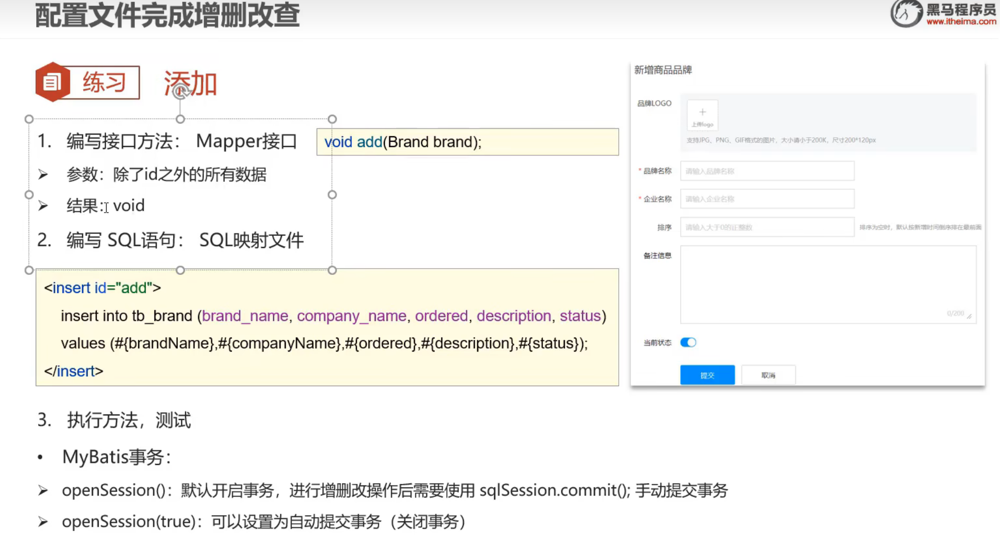 配置文件完成增删改查
黑马程序员
www.itheima.com
练习
添加
1. 编写接口方法： Mapper接口
void add(Brand brand);
➢ 参数：除了id之外的所有数据
➢ 结果：void
2. 编写 SQL语句： SQL映射文件
<insert id="add">
insert into tb_brand (brand_name, company_name, ordered, description, status)
values (#{brandName},#{companyName},#{ordered},#{description},#{status});
</insert>
3. 执行方法，测试
• MyBatis事务：
➢ openSession()：默认开启事务，进行增删改操作后需要使用 sqlSession.commit(); 手动提交事务
➢ openSession(true)：可以设置为自动提交事务（关闭事务）
新增商品品牌
品牌LOGO
+
上传logo
支持JPG、PNG、GIF格式的图片，大小请小于200K，尺寸200*120px
* 品牌名称 请输入品牌名称
* 企业名称 请输入企业名称
排序 请输入大于0的正整数 排序为空时，默认按新增时间倒序排在最前面
备注信息
0/200
当前状态
提交 取消